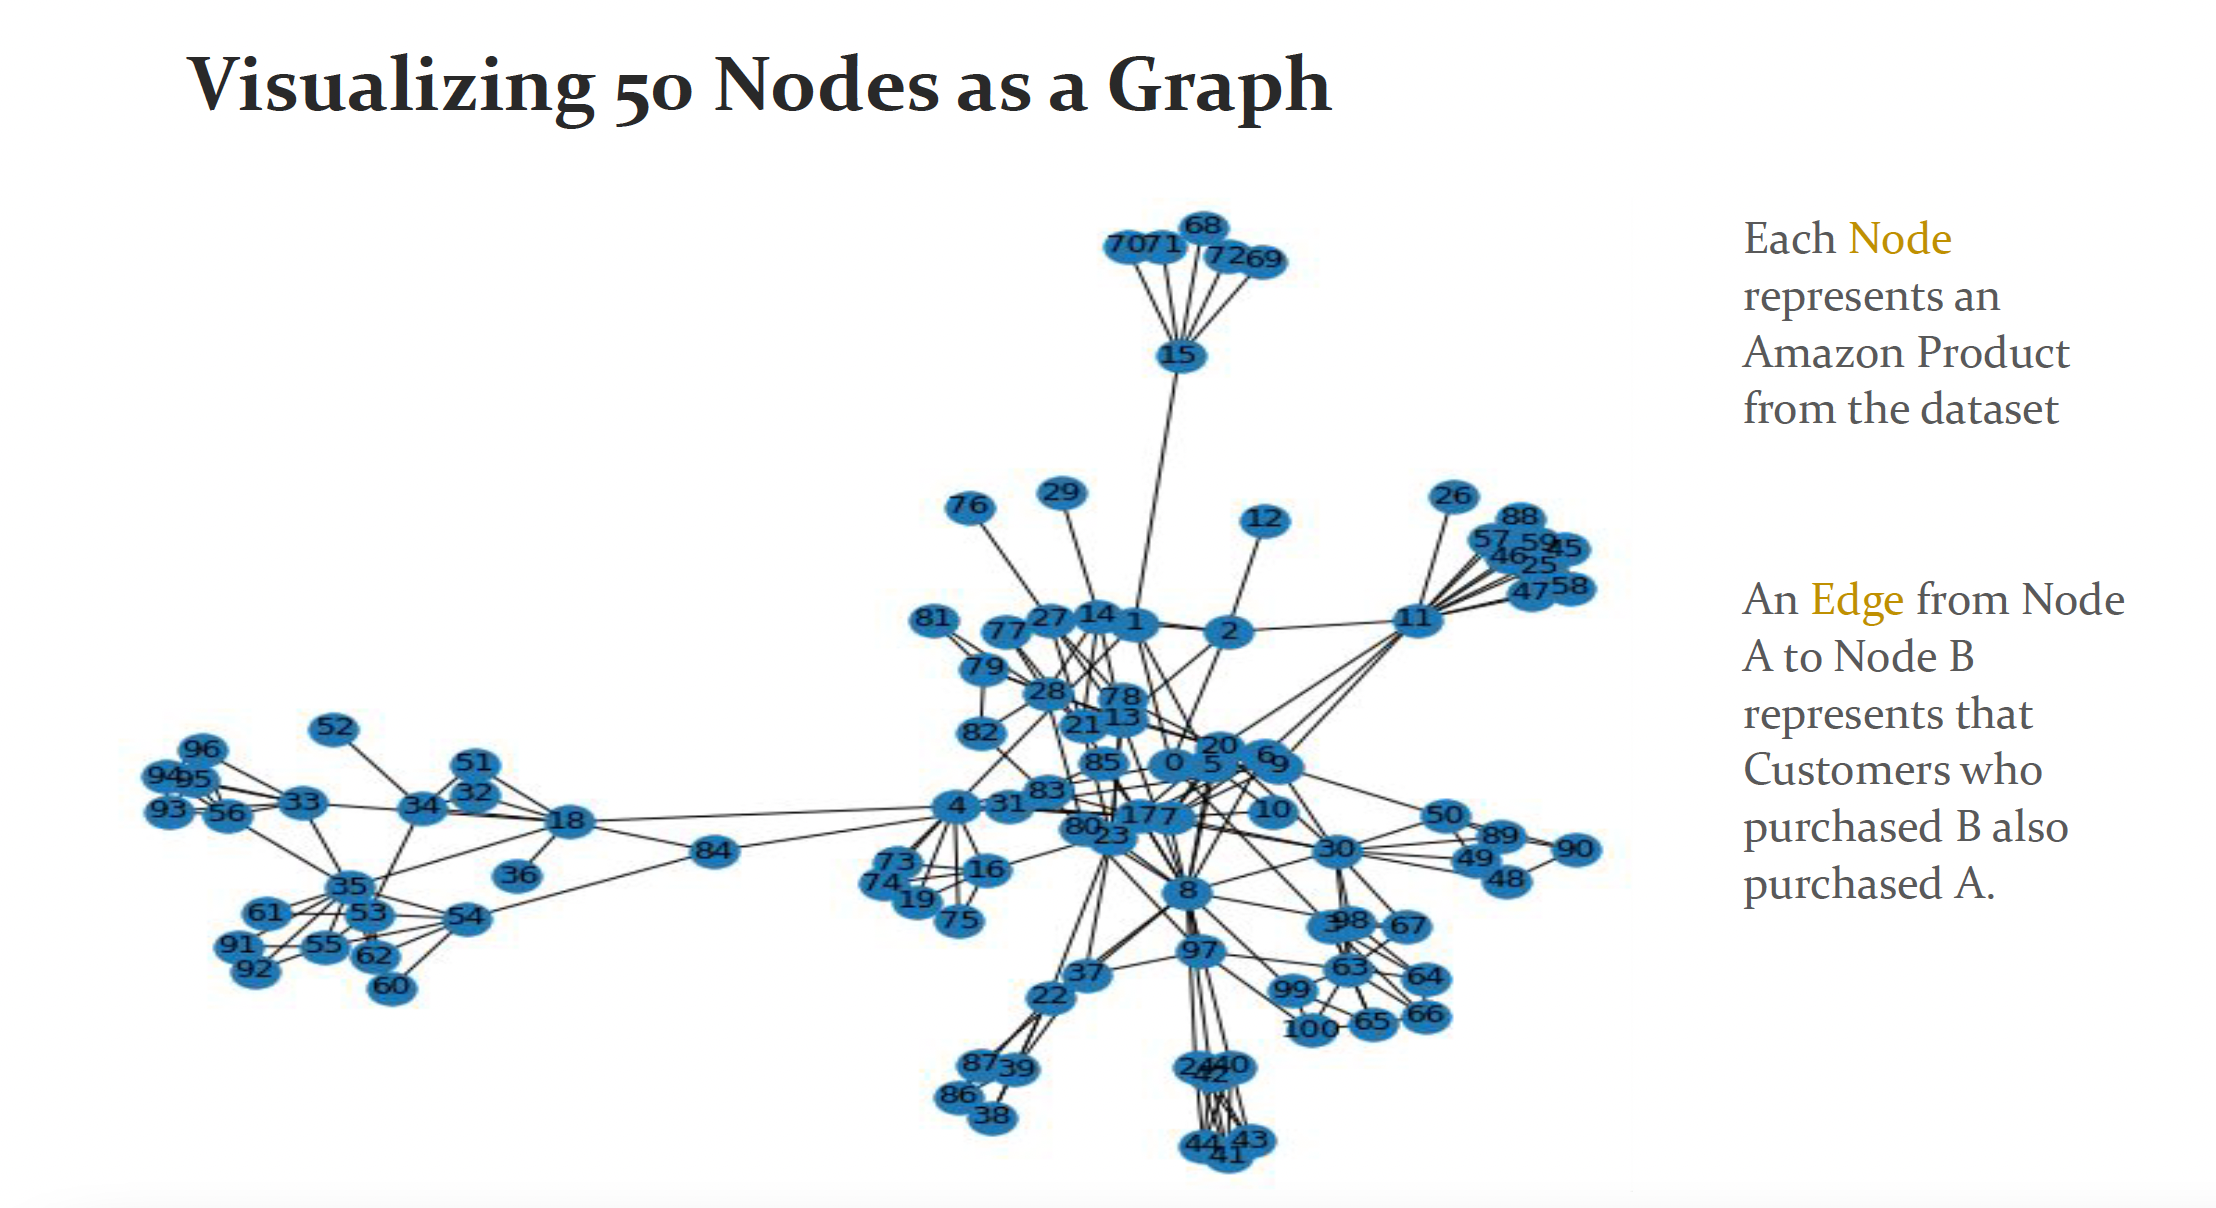 Visualizing 50 Nodes as a Graph
68
70 71
72 69
15
Each Node
represents an
Amazon Product
from the dataset
76
29
12
26
88
57 59 45
46 25
47 58
81
77 27 14 1 2 11
79
28 78
21 13
82
85 0 5 20 6 9
83
4 31
80 17 7 10
23
73
74 16
19
75
8
30
50
89
49 90
48
3 98 67
97
63 64
99
100 65 66
37
22
87 39
86
38
24 40
42
44 43
41
52
96
94 95
93 56 33
34
51
32
18
84
36
35
61 53 54
91 55 62
92
60
An Edge from Node
A to Node B
represents that
Customers who
purchased B also
purchased A.